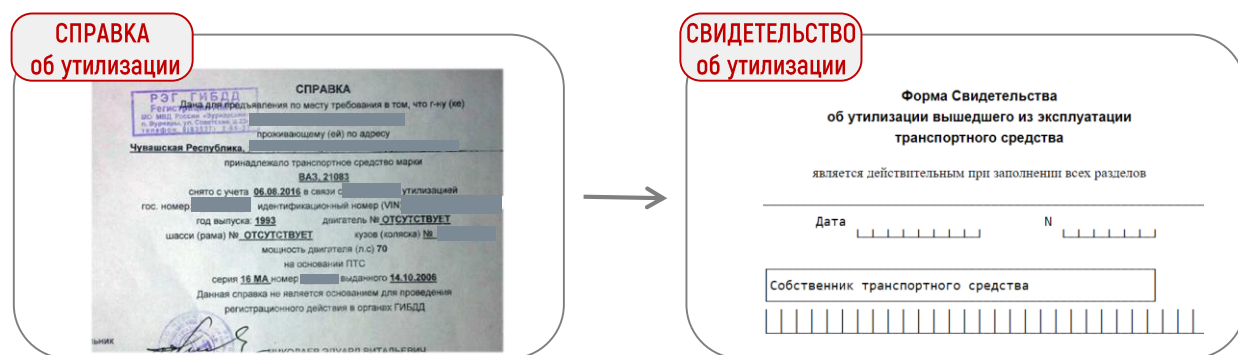 СПРАВКА
об утилизации
РЭГ ГИБДД
СПРАВКА
Дана для предъявления по месту требования в том, что г-ну (ке)
проживающему (ей) по адресу
Чувашская Республика,
принадлежало транспортное средство марки
ВАЗ, 21083
снято с учета 06.08.2016 в связи с утилизацией
гос. номер: идентификационный номер (VIN)
год выпуска: 1993 двигатель № ОТСУТСТВУЕТ
шасси (рама) № ОТСУТСТВУЕТ кузов (коляска) №
мощность двигателя (л.с) 70
на основании ПТС
серия 16 МА номер выданного 14.10.2006
Данная справка не является основанием для проведения
регистрационного действия в органах ГИБДД
СВИДЕТЕЛЬСТВО
об утилизации
Форма Свидетельства
об утилизации вышедшего из эксплуатации
транспортного средства
является действительным при заполнении всех разделов
Дата N
Собственник транспортного средства